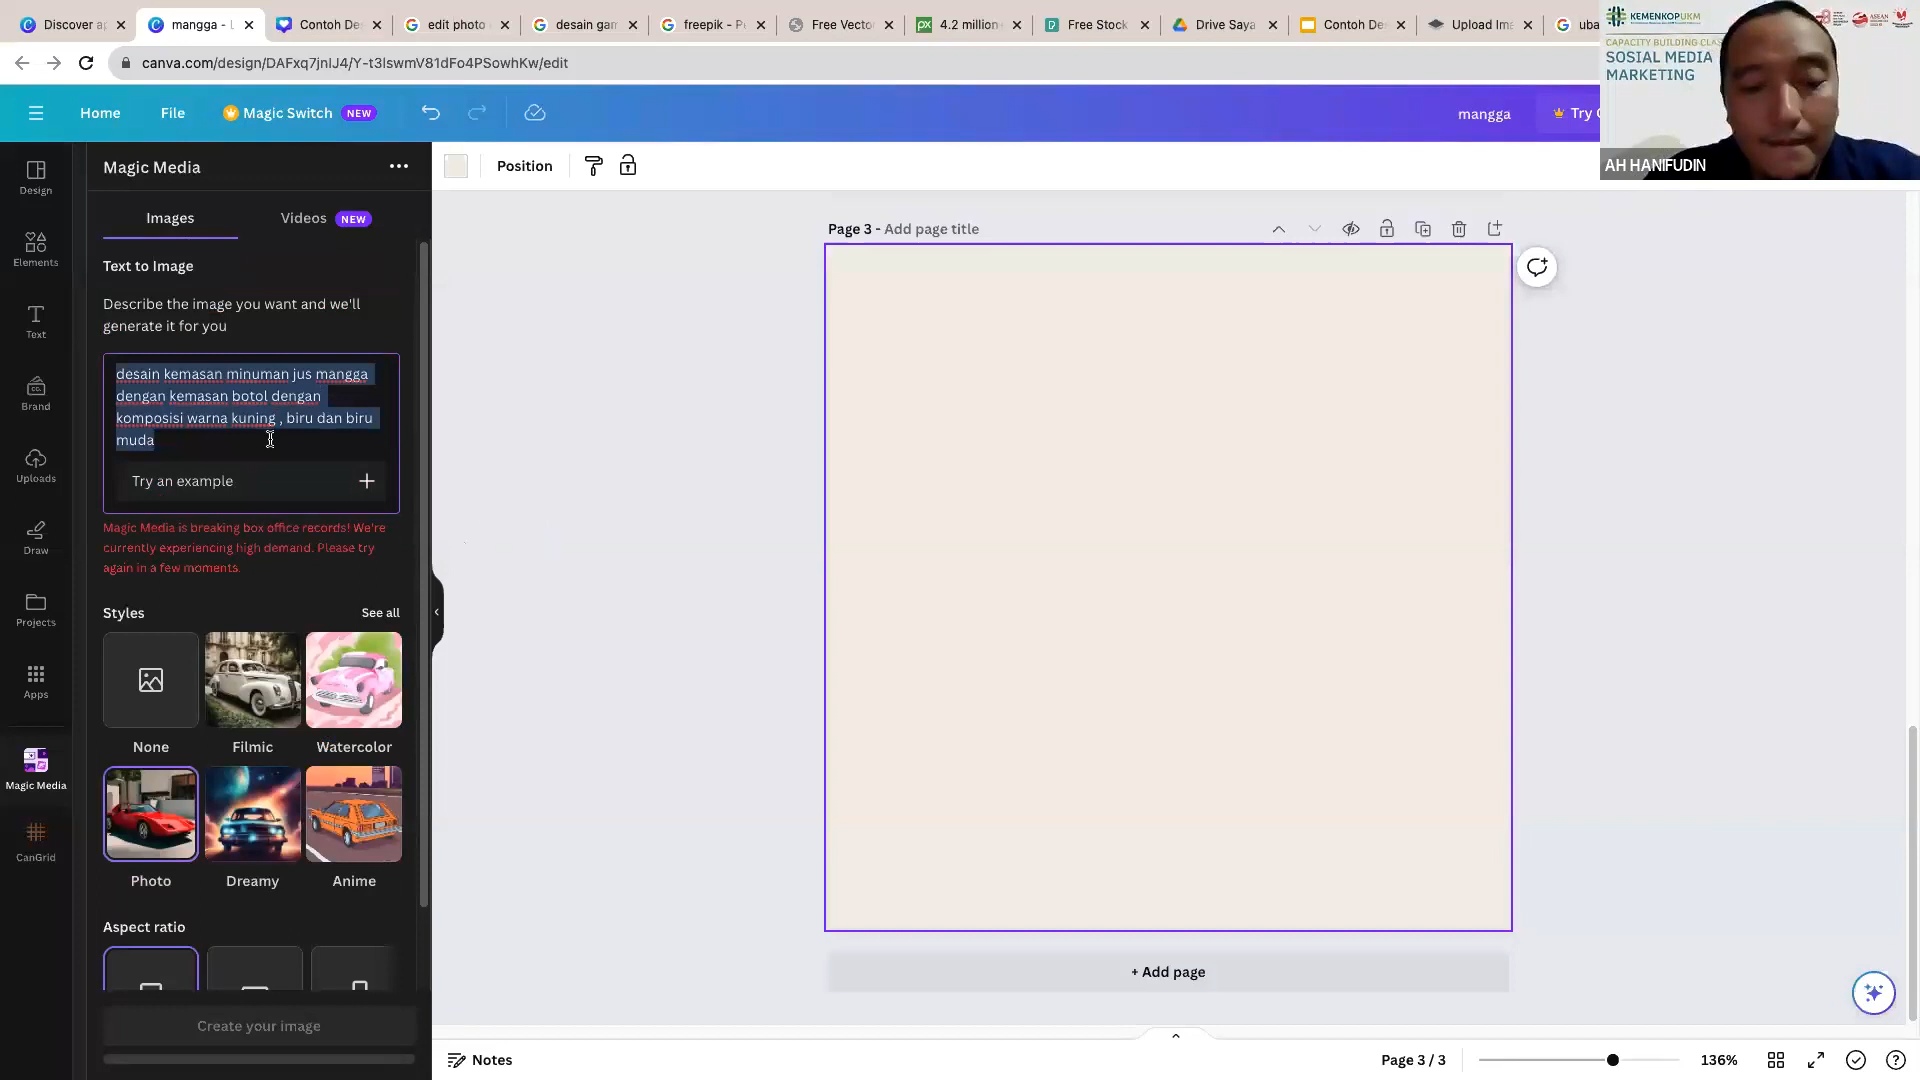 Discover ap
mangga - L
Contoh De
edit photo
desain gam
freepik - Pe
Free Vecto
4.2 million
Free Stock
Drive Saya
Contoh De
Upload Ima
uba
canva.com/design/DAFxq7jnIJ4/Y-t3IswmV81dFo4PSowhKw/edit
KEMENKOPUKM
CAPACITY BUILDING CLAS
SOSIAL MEDIA
MARKETING
AH HANIFUDIN
Home
File
Magic Switch NEW
mangga
Try
Design
Elements
Text
Brand
Uploads
Draw
Projects
Apps
Magic Media
CanGrid
Magic Media
Images
Videos NEW
Text to Image
Describe the image you want and we'll
generate it for you
desain kemasan minuman jus mangga
dengan kemasan botol dengan
komposisi warna kuning , biru dan biru
muda
Try an example
Magic Media is breaking box office records! We're
currently experiencing high demand. Please try
again in a few moments.
Styles
See all
None
Filmic
Watercolor
Photo
Dreamy
Anime
Aspect ratio
Create your image
Position
Page 3 - Add page title
+ Add page
Notes
Page 3 / 3
136%